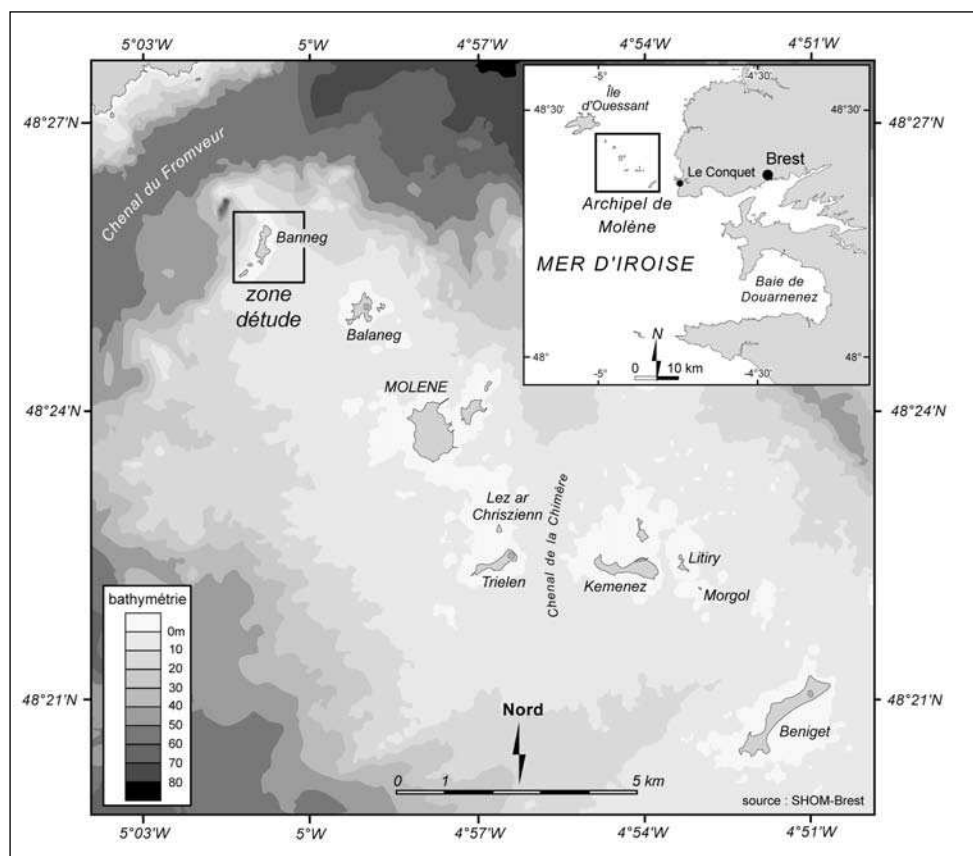 5°03'W 5°W 4°57'W 4°54'W 4°51'W
48°27'N
48°27'N
Chenal du Fromveur
Banneg
zone
détude
Balaneg
MOLENE
48°24'N
48°24'N
Lez ar
Chriszienn
Chenal de la Chimère
Trielen
Kemenez
Litiry
Morgol
Beniget
48°21'N
48°21'N
-5° -4°30'
48°30'
48°30'
Île
d'Ouessant
Brest
Le Conquet
Archipel de
Molène
MER D'IROISE
Baie de
Douarnenez
N
0 10 km
48°
48°
-5° -4°30'
bathymétrie
0m
10
20
30
40
50
60
70
80
Nord
0 1 5 km
source : SHOM-Brest
5°03'W 5°W 4°57'W 4°54'W 4°51'W